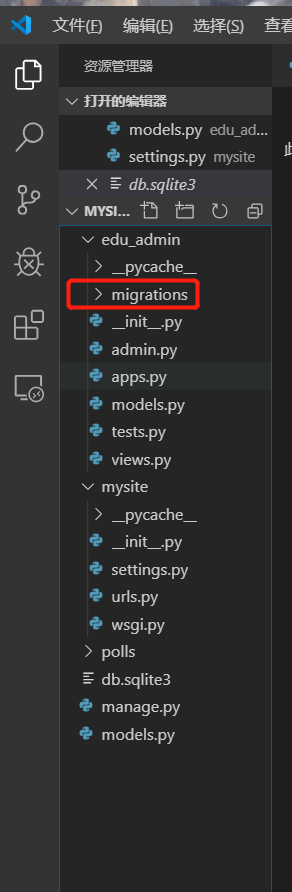 文件(F) 编辑(E) 选择(S) 查看
资源管理器
打开的编辑器
models.py edu_ad...
settings.py mysite
db.sqlite3
MYSI...
edu_admin
__pycache__
migrations
__init__.py
admin.py
apps.py
models.py
tests.py
views.py
mysite
__pycache__
__init__.py
settings.py
urls.py
wsgi.py
polls
db.sqlite3
manage.py
models.py